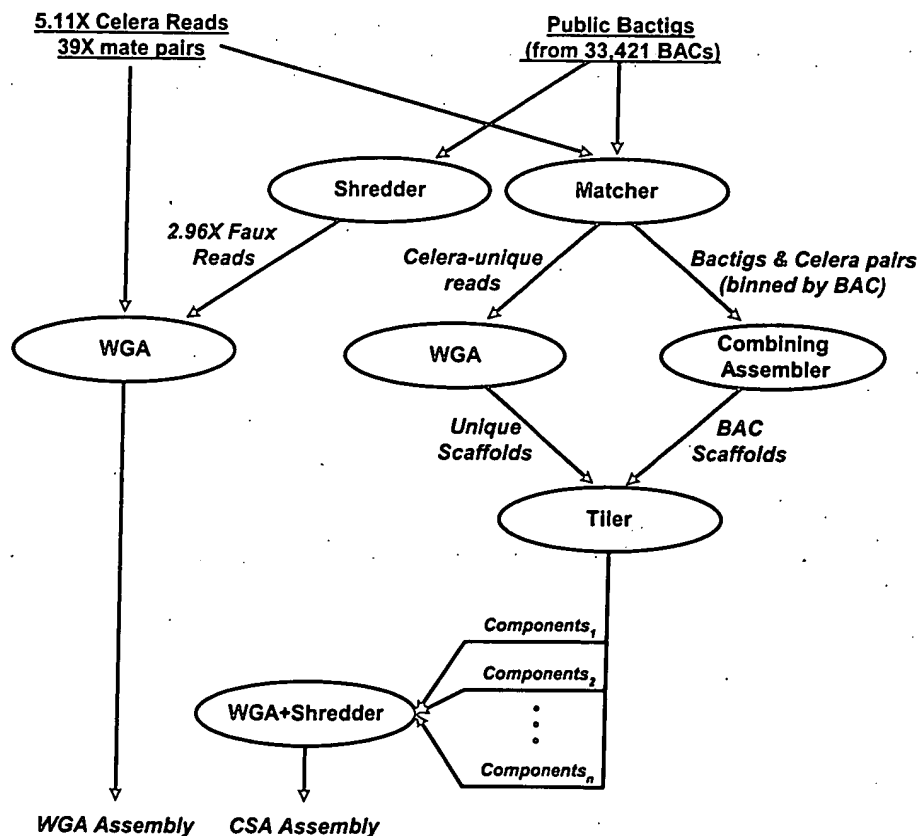 5.11X Celera Reads
39X mate pairs
Public Bactigs
(from 33,421 BACs)
Shredder
Matcher
2.96X Faux
Reads
Celera-unique
reads
Bactigs & Celera pairs
(binned by BAC)
WGA
WGA
Combining
Assembler
Unique
Scaffolds
BAC
Scaffolds
Tiler
Components1
Components2
WGA+Shredder
Componentsn
WGA Assembly
CSA Assembly